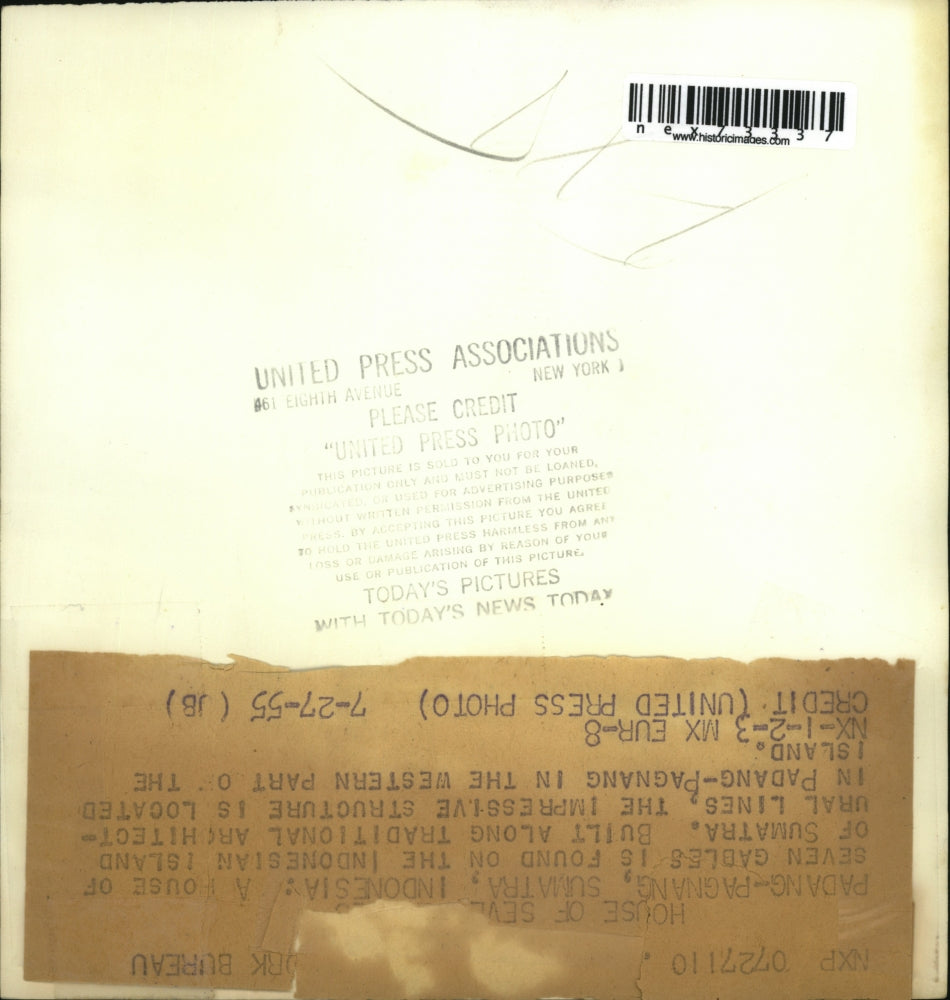 nex73337
www.historicimages.com
UNITED PRESS ASSOCIATIONS
461 EIGHTH AVENUE NEW YORK 1
PLEASE CREDIT
"UNITED PRESS PHOTO"
THIS PICTURE IS SOLD TO YOU FOR YOUR
PUBLICATION ONLY AND MUST NOT BE LOANED,
SYNDICATED, OR USED FOR ADVERTISING PURPOSES
WITHOUT WRITTEN PERMISSION FROM THE UNITED
PRESS. BY ACCEPTING THIS PICTURE YOU AGREE
TO HOLD THE UNITED PRESS HARMLESS FROM ANY
LOSS OR DAMAGE ARISING BY REASON OF YOUR
USE OR PUBLICATION OF THIS PICTURE.
TODAY'S PICTURES
WITH TODAY'S NEWS TODAY
NXP 0727110. BUREAU
HOUSE OF
PADANG-PAGNANG, SUMATRA, INDONESIA: A HOUSE OF
SEVEN GABLES IS FOUND ON THE INDONESIAN ISLAND
OF SUMATRA. BUILT ALONG TRADITIONAL ARCHITECT-
URAL LINES, THE IMPRESSIVE STRUCTURE IS LOCATED
IN PADANG-PAGNANG IN THE WESTERN PART O THE
ISLAND.
NX-1-2-3 MX EUR-8
CREDIT (UNITED PRESS PHOTO) 7-27-55 (JB)